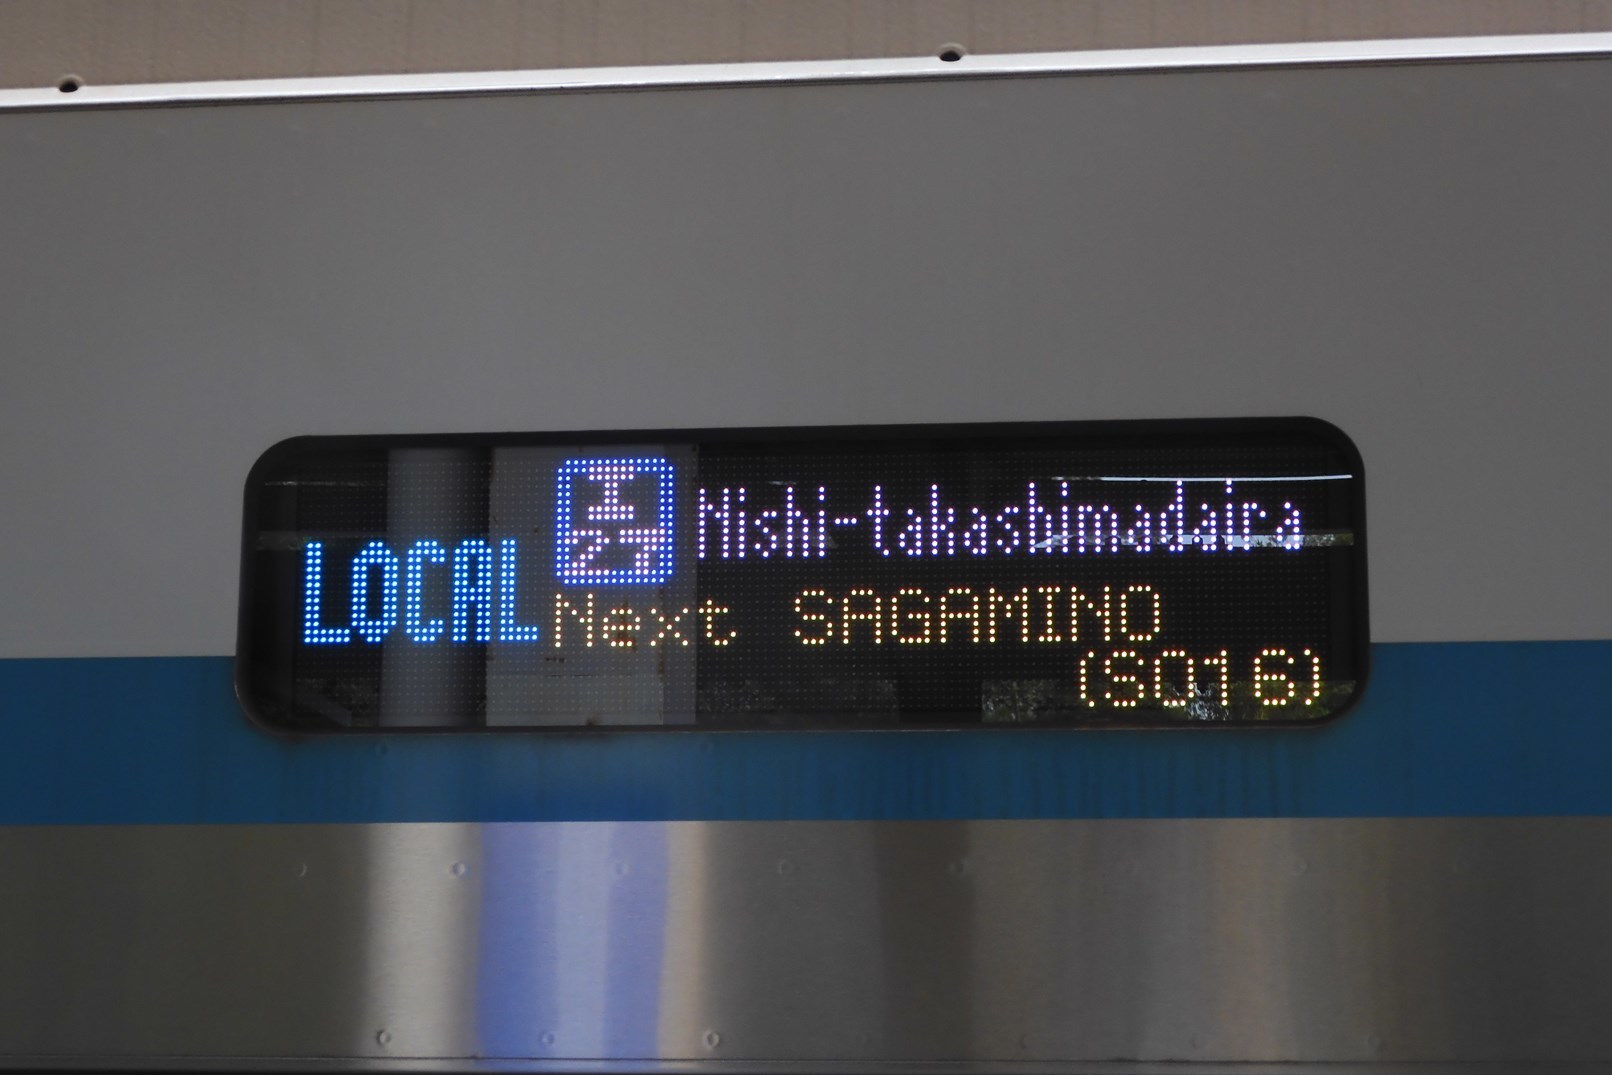 LOCAL
I
27
Nishi-takashimadaira
Next SAGAMINO
(SO16)